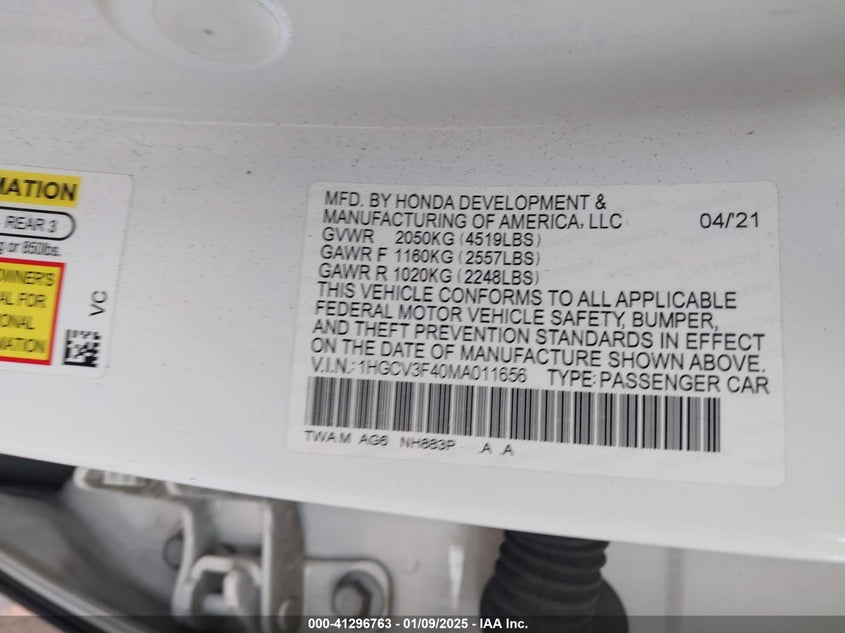 MATION
REAR 3
g or 850lbs.
OWNER'S
AL FOR
IONAL
MATION
VC
MFD. BY HONDA DEVELOPMENT &
MANUFACTURING OF AMERICA, LLC 04/'21
GVWR 2050KG (4519LBS)
GAWR F 1160KG (2557LBS)
GAWR R 1020KG (2248LBS)
THIS VEHICLE CONFORMS TO ALL APPLICABLE
FEDERAL MOTOR VEHICLE SAFETY, BUMPER,
AND THEFT PREVENTION STANDARDS IN EFFECT
ON THE DATE OF MANUFACTURE SHOWN ABOVE.
V.I.N.: 1HGCV3F40MA011656 TYPE: PASSENGER CAR
TWAM AG6 NH883P .A .A
000-41296763 - 01/09/2025 - IAA Inc.